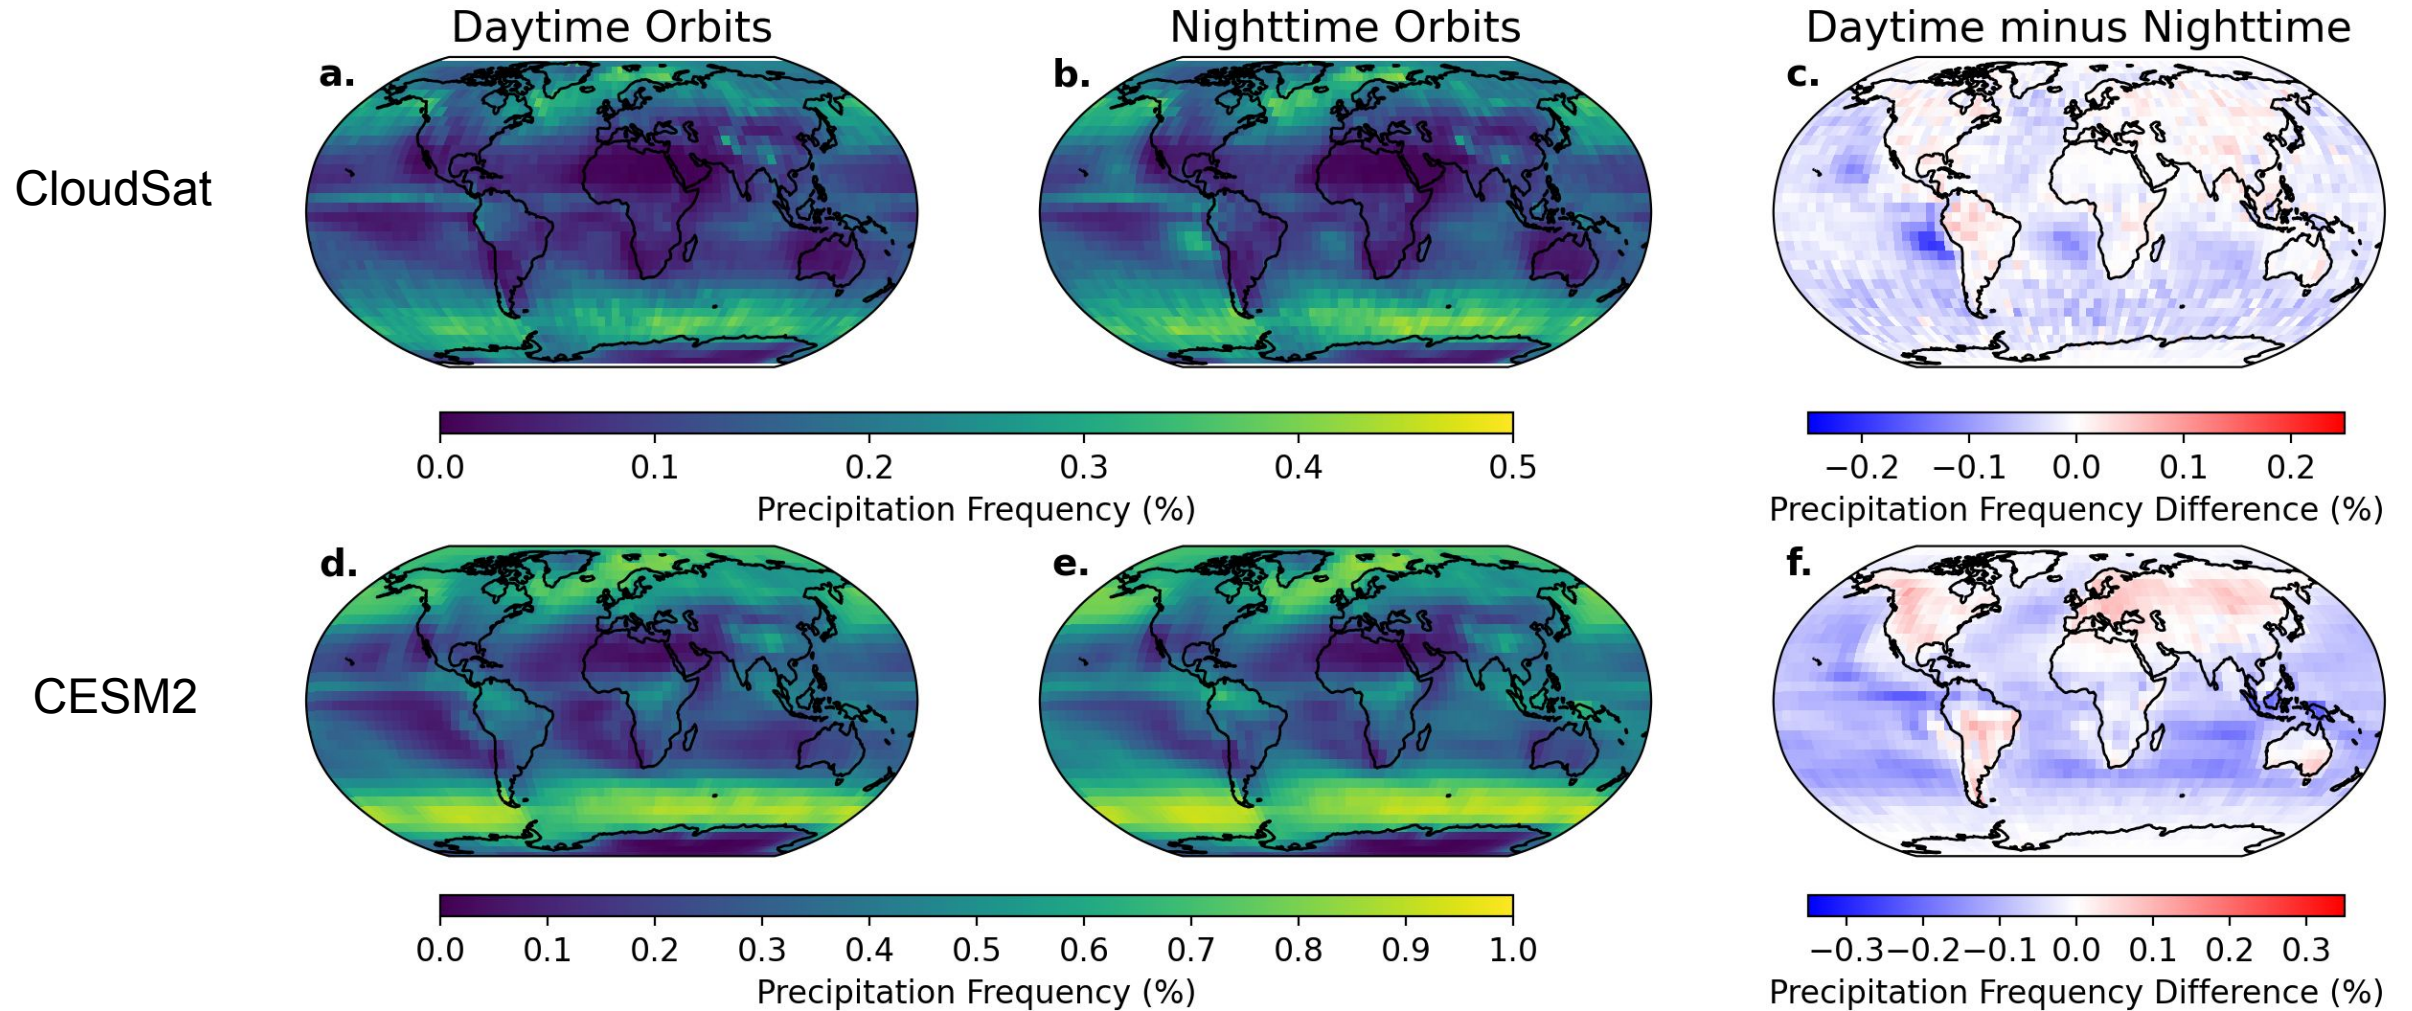 Daytime Orbits
Nighttime Orbits
Daytime minus Nighttime
a.
b.
c.
CloudSat
0.0 0.1 0.2 0.3 0.4 0.5
Precipitation Frequency (%)
−0.2 −0.1 0.0 0.1 0.2
Precipitation Frequency Difference (%)
d.
e.
f.
CESM2
0.0 0.1 0.2 0.3 0.4 0.5 0.6 0.7 0.8 0.9 1.0
Precipitation Frequency (%)
−0.3 −0.2 −0.1 0.0 0.1 0.2 0.3
Precipitation Frequency Difference (%)